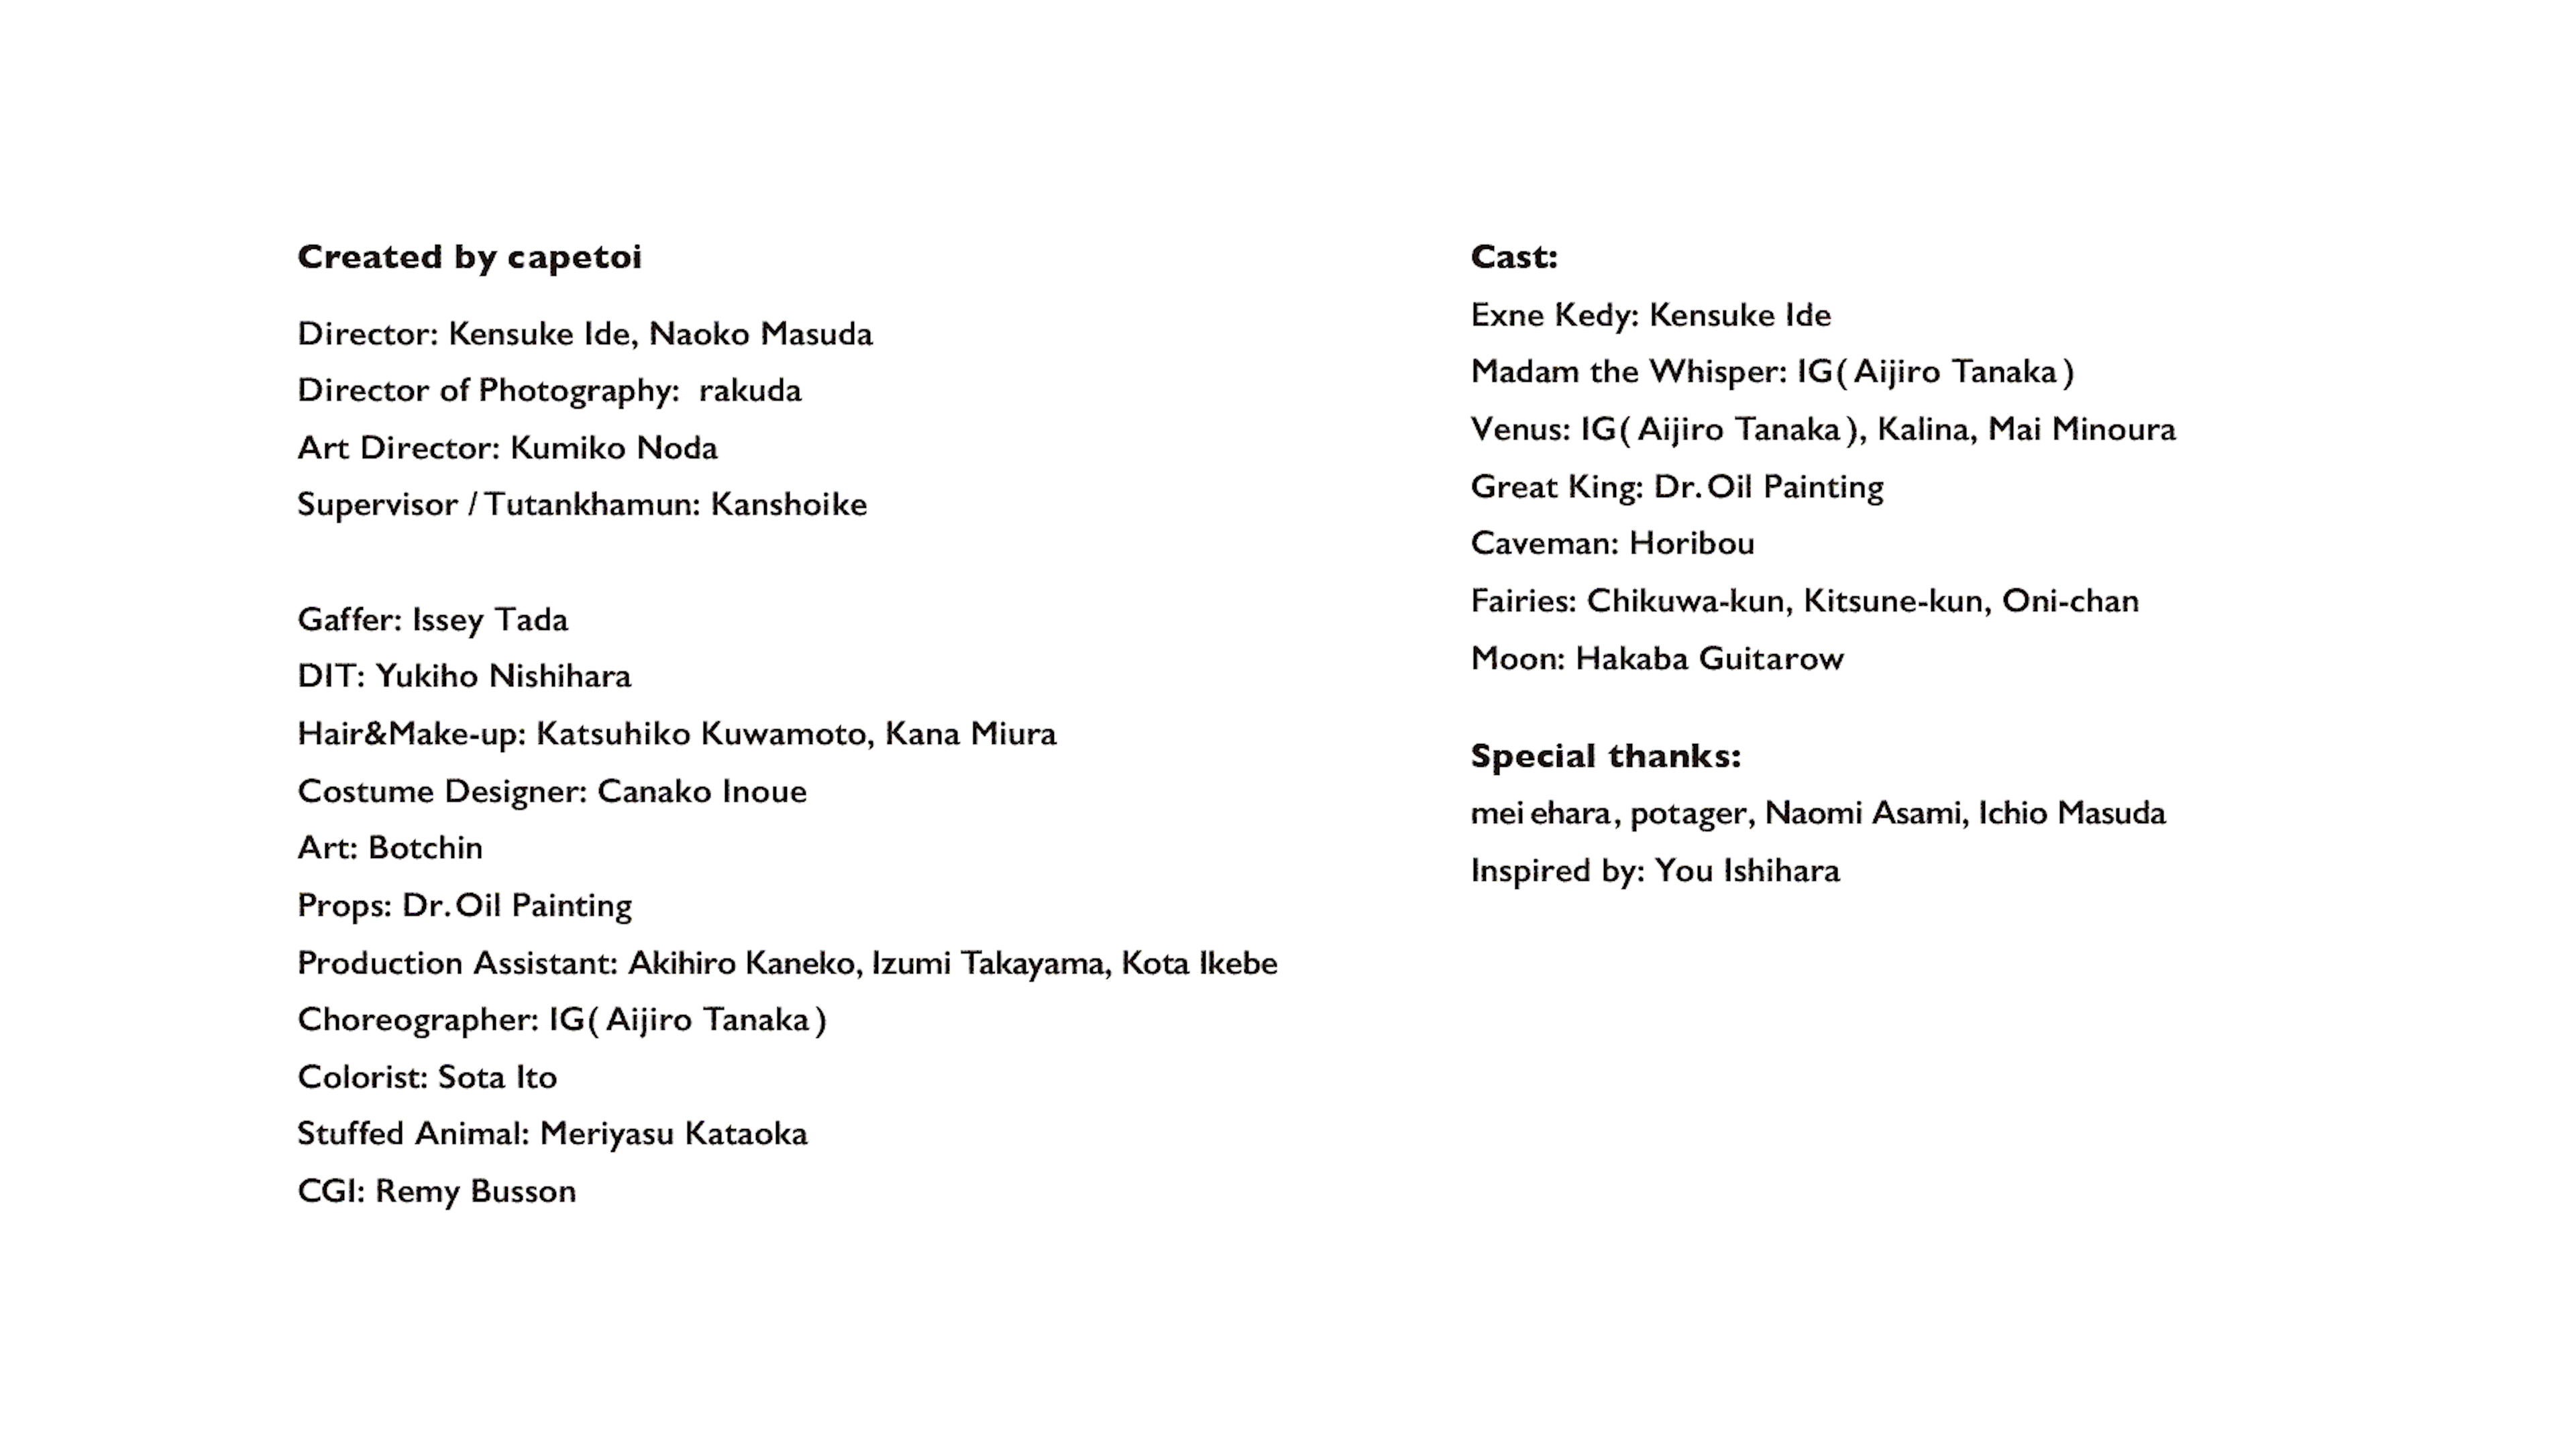 Created by capetoi
Director: Kensuke Ide, Naoko Masuda
Director of Photography: rakuda
Art Director: Kumiko Noda
Supervisor / Tutankhamun: Kanshoike
Gaffer: Issey Tada
DIT: Yukiho Nishihara
Hair&Make-up: Katsuhiko Kuwamoto, Kana Miura
Costume Designer: Canako Inoue
Art: Botchin
Props: Dr. Oil Painting
Production Assistant: Akihiro Kaneko, Izumi Takayama, Kota Ikebe
Choreographer: IG( Aijiro Tanaka )
Colorist: Sota Ito
Stuffed Animal: Meriyasu Kataoka
CGI: Remy Busson
Cast:
Exne Kedy: Kensuke Ide
Madam the Whisper: IG( Aijiro Tanaka )
Venus: IG( Aijiro Tanaka ), Kalina, Mai Minoura
Great King: Dr. Oil Painting
Caveman: Horibou
Fairies: Chikuwa-kun, Kitsune-kun, Oni-chan
Moon: Hakaba Guitarow
Special thanks:
mei ehara, potager, Naomi Asami, Ichio Masuda
Inspired by: You Ishihara